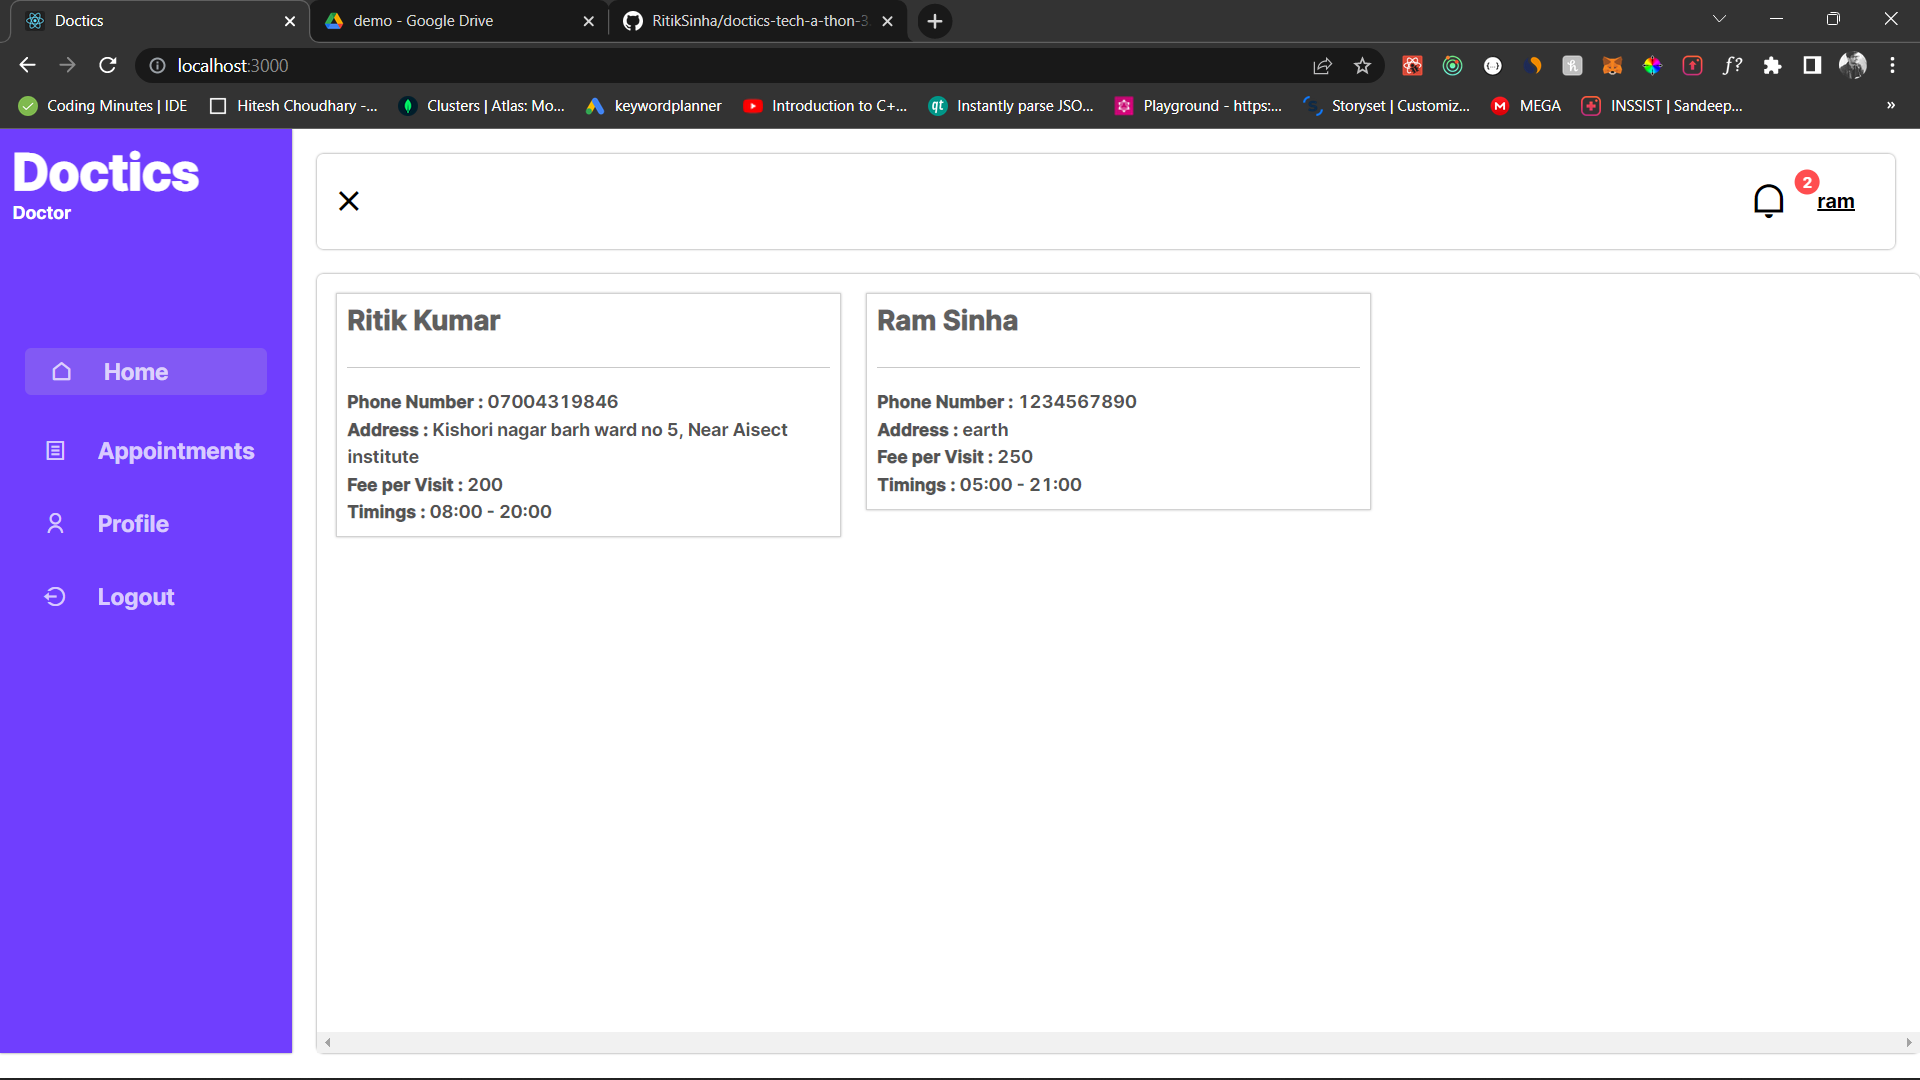 Doctics
demo - Google Drive
RitikSinha/doctics-tech-a-thon-3
localhost:3000
Coding Minutes | IDE
Hitesh Choudhary -...
Clusters | Atlas: Mo...
keywordplanner
Introduction to C+...
Instantly parse JSO...
Playground - https:...
Storyset | Customiz...
MEGA
INSSIST | Sandeep...
Doctics
Doctor
Home
Appointments
Profile
Logout
2
ram
Ritik Kumar
Phone Number : 07004319846
Address : Kishori nagar barh ward no 5, Near Aisect
institute
Fee per Visit : 200
Timings : 08:00 - 20:00
Ram Sinha
Phone Number : 1234567890
Address : earth
Fee per Visit : 250
Timings : 05:00 - 21:00